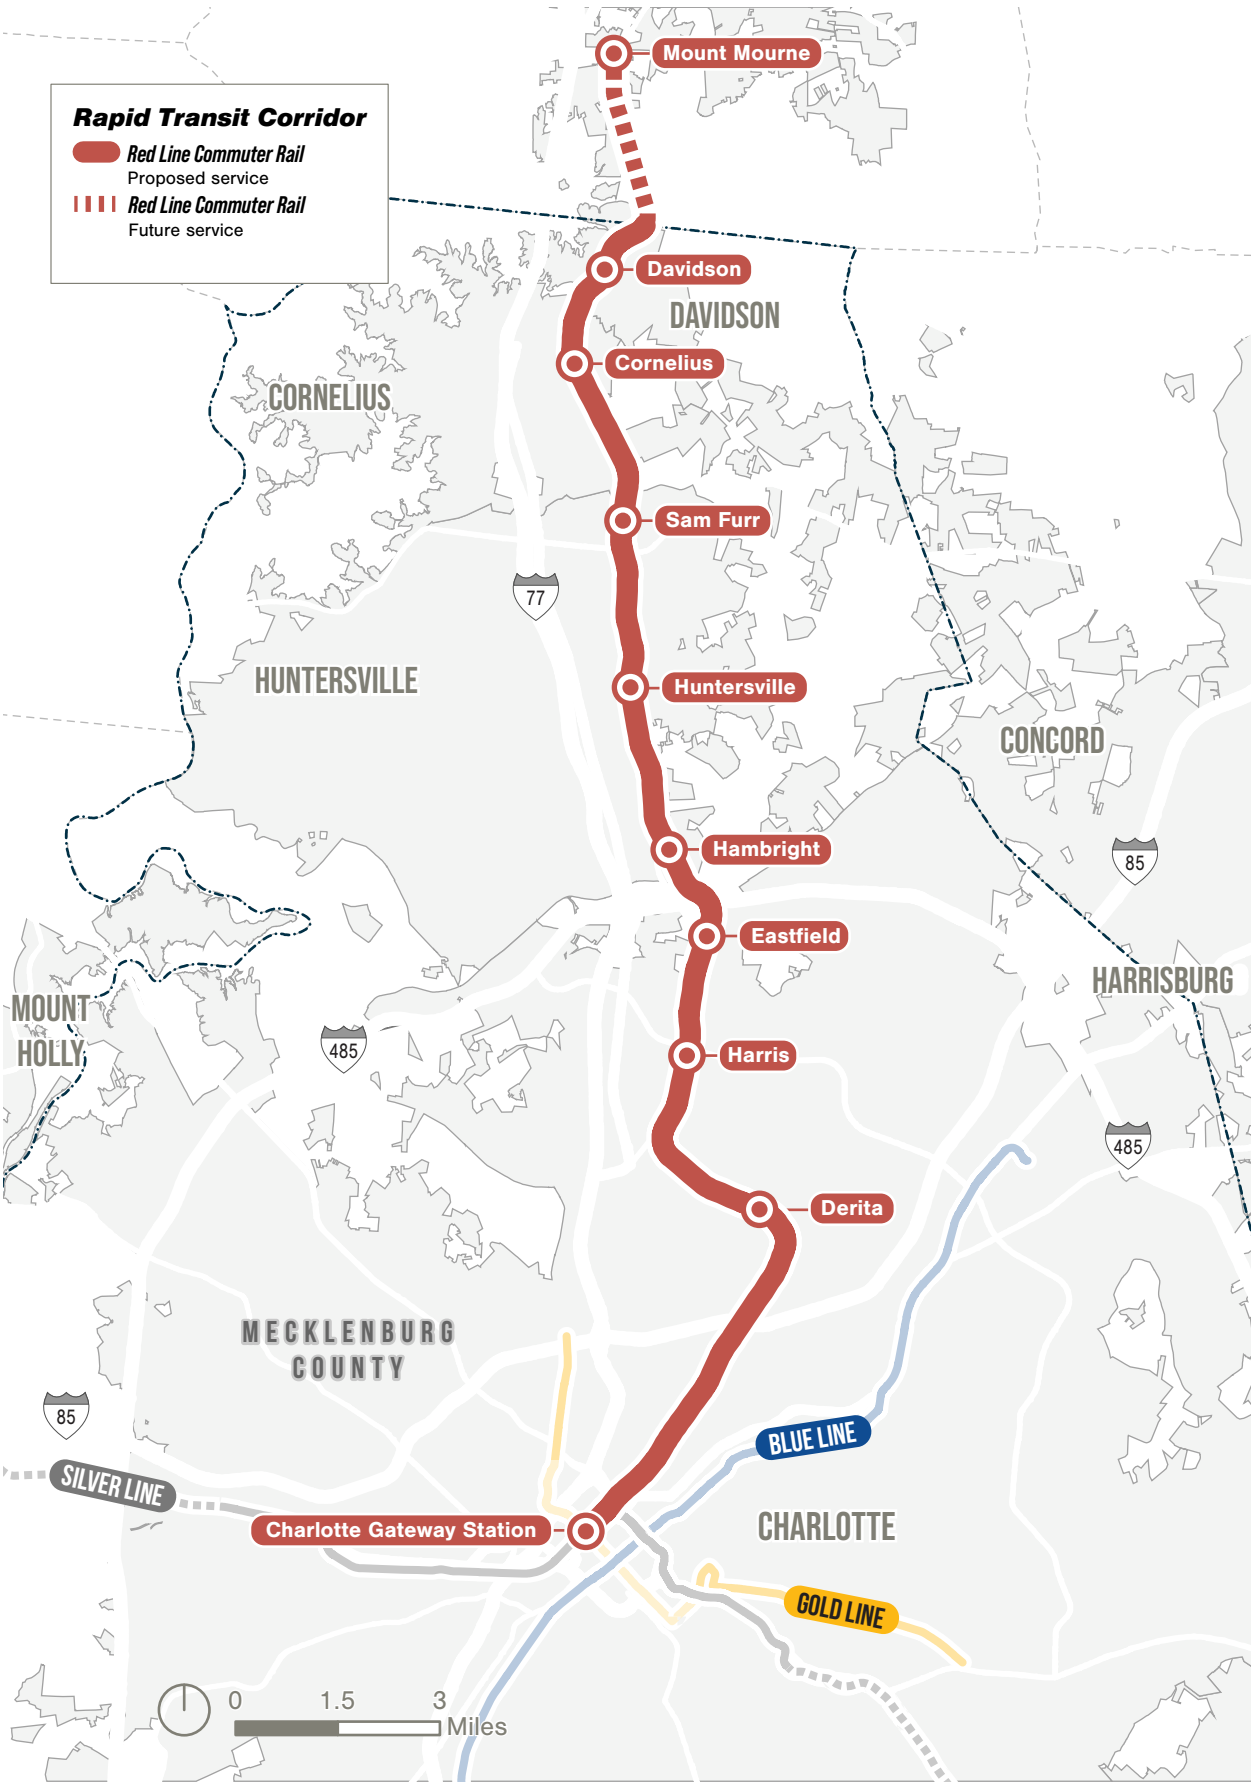 Mount Mourne
Rapid Transit Corridor
Red Line Commuter Rail
Proposed service
Red Line Commuter Rail
Future service
Davidson
DAVIDSON
Cornelius
CORNELIUS
Sam Furr
77
HUNTERSVILLE
Huntersville
CONCORD
Hambright
85
Eastfield
HARRISBURG
MOUNT
HOLLY
485
Harris
485
Derita
MECKLENBURG
COUNTY
85
BLUE LINE
SILVER LINE
Charlotte Gateway Station
CHARLOTTE
GOLD LINE
0 1.5 3
Miles